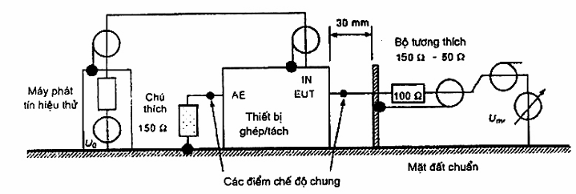 30 mm
Bộ tương thích
150 Ω - 50 Ω
Máy phát
tín hiệu thử
Chú
thích
150 Ω
AE
IN
EUT
Thiết bị
ghép/tách
100 Ω
U₀
Umv
Mặt đất chuẩn
Các điểm chế độ chung